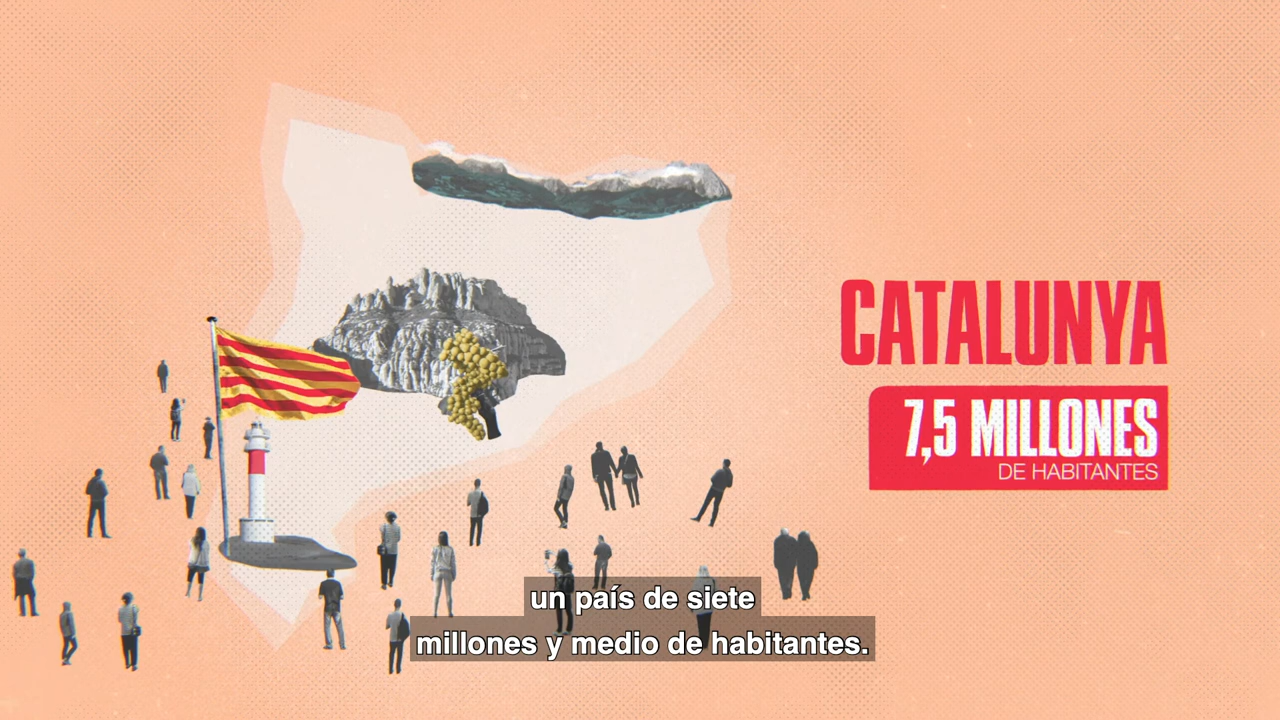 CATALUNYA
7,5 MILLONES
DE HABITANTES
un país de siete
millones y medio de habitantes.